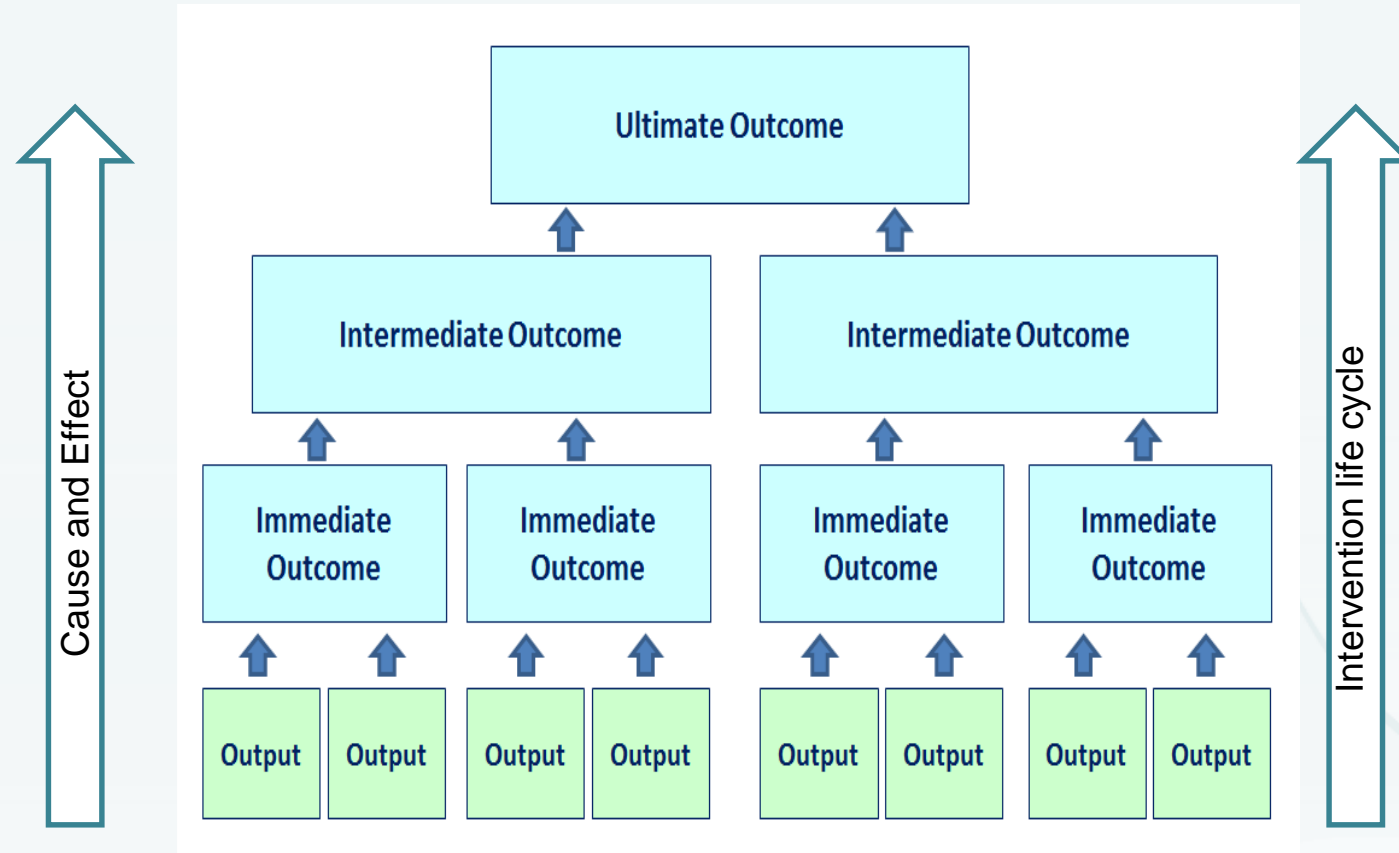 Ultimate Outcome
Cause and Effect
Intervention life cycle
Intermediate Outcome
Intermediate Outcome
Immediate
Outcome
Immediate
Outcome
Immediate
Outcome
Immediate
Outcome
Output
Output
Output
Output
Output
Output
Output
Output